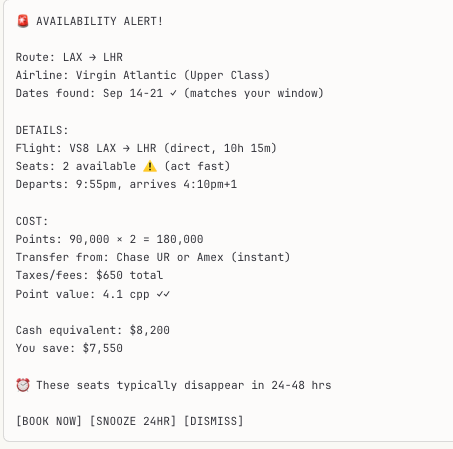 🚨 AVAILABILITY ALERT!
Route: LAX → LHR
Airline: Virgin Atlantic (Upper Class)
Dates found: Sep 14-21 ✓ (matches your window)
DETAILS:
Flight: VS8 LAX → LHR (direct, 10h 15m)
Seats: 2 available ⚠️ (act fast)
Departs: 9:55pm, arrives 4:10pm+1
COST:
Points: 90,000 × 2 = 180,000
Transfer from: Chase UR or Amex (instant)
Taxes/fees: $650 total
Point value: 4.1 cpp ✓✓
Cash equivalent: $8,200
You save: $7,550
⏰ These seats typically disappear in 24-48 hrs
[BOOK NOW] [SNOOZE 24HR] [DISMISS]